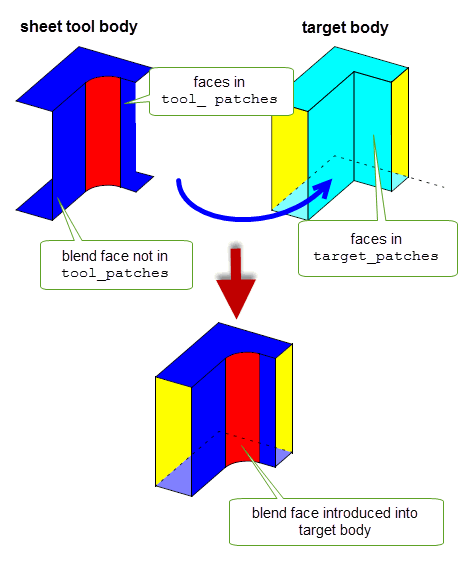 sheet tool body
target body
faces in
tool_ patches
blend face not in
tool_patches
faces in
target_patches
blend face introduced into
target body